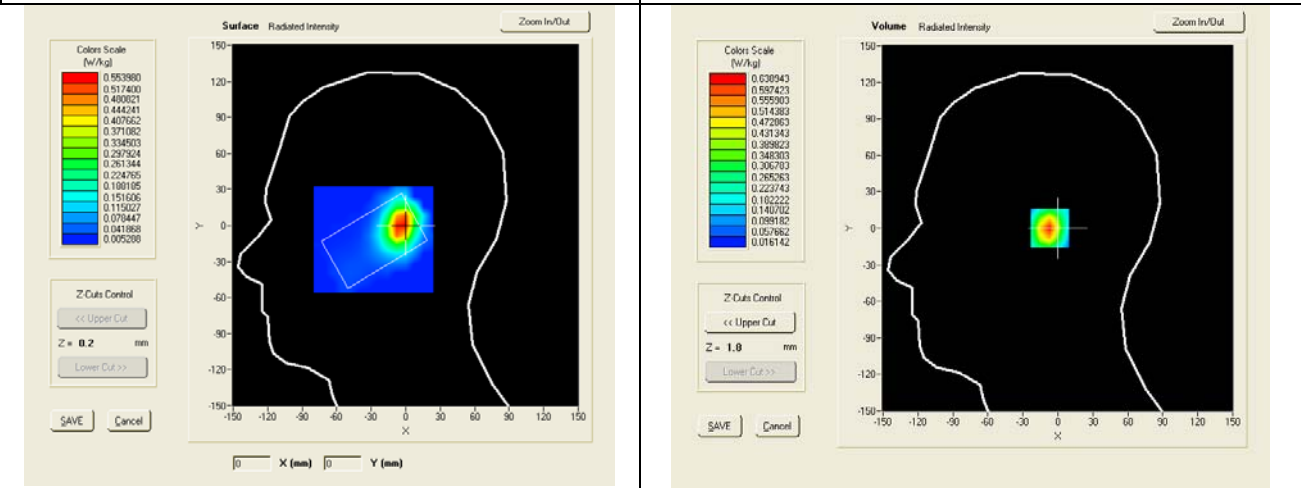 Surface Radiated Intensity
Zoom In/Out
Colors Scale
(W/kg)
0.553980
0.517400
0.480821
0.444241
0.407662
0.371082
0.334503
0.297924
0.261344
0.224765
0.188185
0.151606
0.115027
0.078447
0.041868
0.005288
150
120
90
60
30
0
-30
-60
-90
-120
-150
Y
-150 -120 -90 -60 -30 0 30 60 90 120 150
X
Z-Cuts Control
<< Upper Cut
Z = 0.2 mm
Lower Cut >>
SAVE Cancel
0 X (mm) 0 Y (mm)
Volume Radiated Intensity
Zoom In/Out
Colors Scale
(W/kg)
0.638943
0.597423
0.555903
0.514383
0.472863
0.431343
0.389823
0.348303
0.306783
0.265263
0.223743
0.182222
0.140702
0.099182
0.057662
0.016142
150
120
90
60
30
0
-30
-60
-90
-120
-150
Y
-150 -120 -90 -60 -30 0 30 60 90 120 150
X
Z-Cuts Control
<< Upper Cut
Z = 1.0 mm
Lower Cut >>
SAVE Cancel